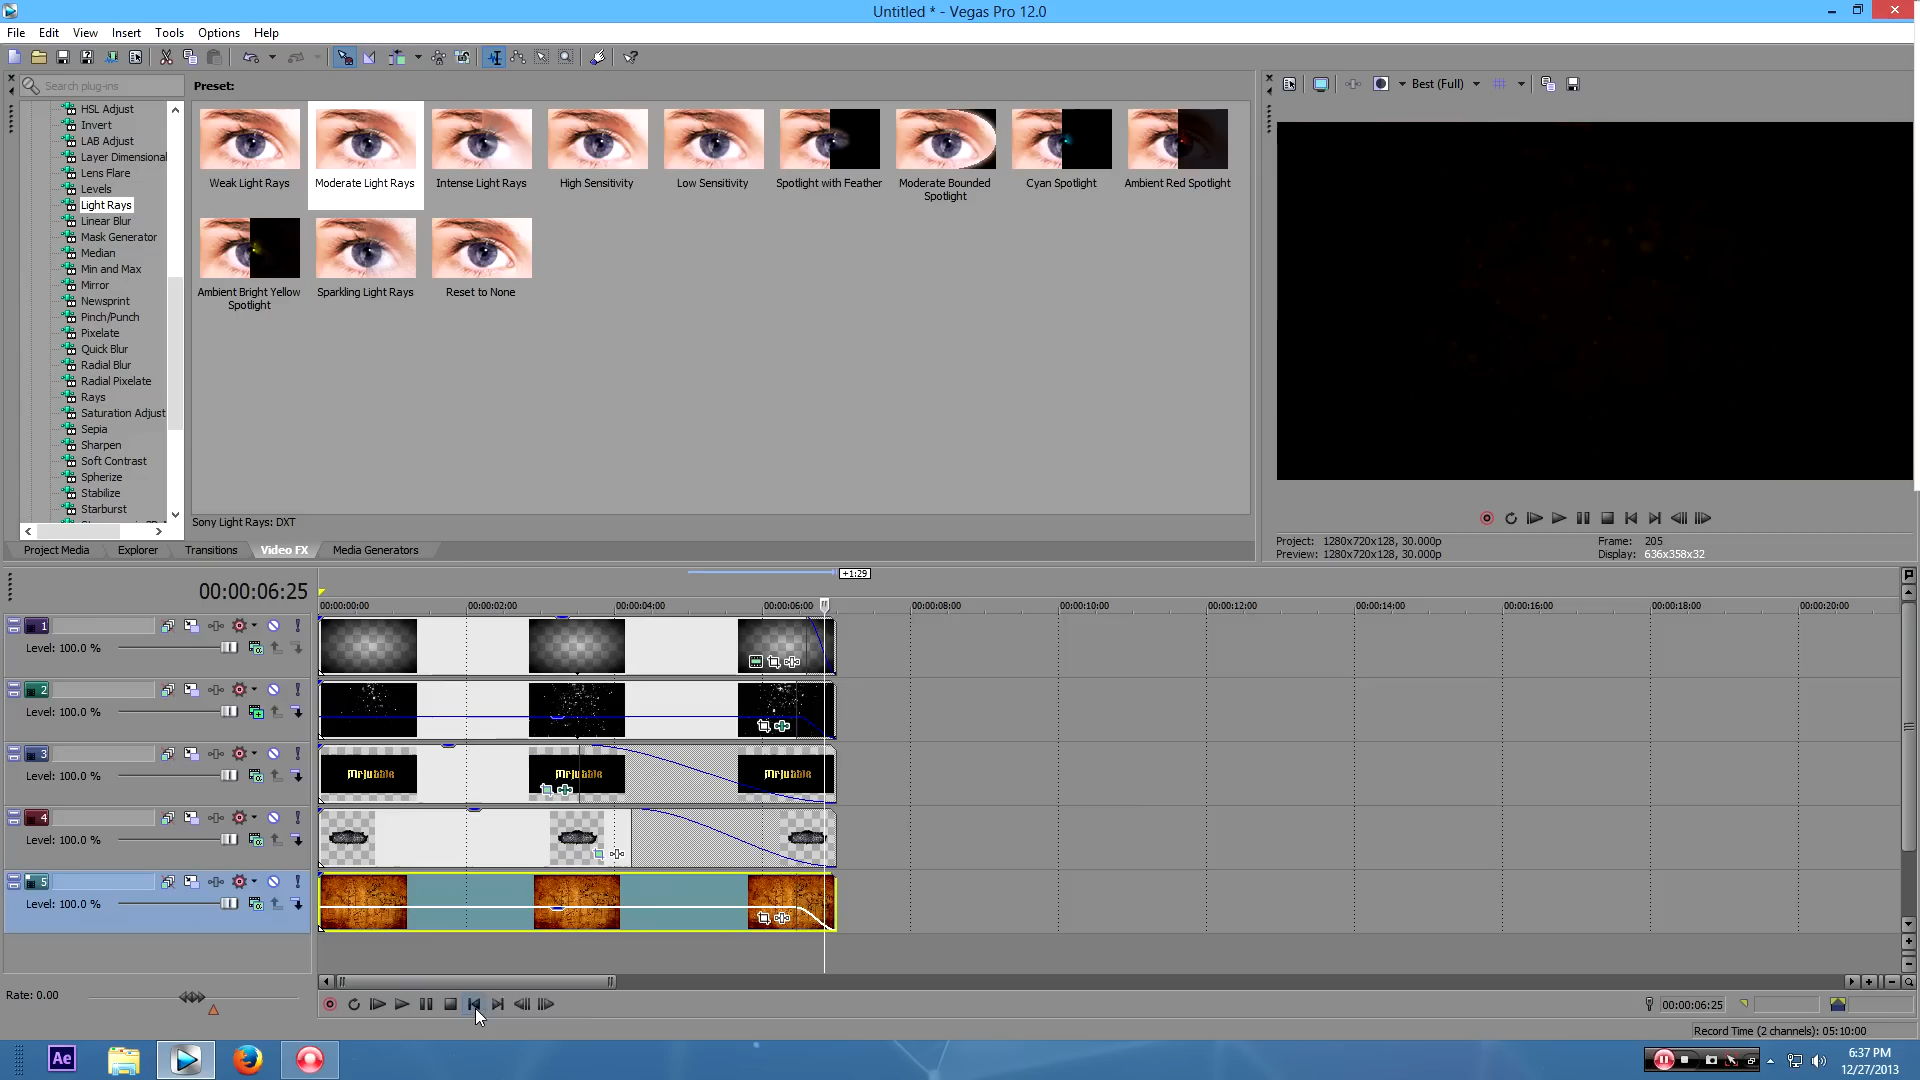 Untitled * - Vegas Pro 12.0
File Edit View Insert Tools Options Help
Search plug-ins
Preset:
Best (Full)
HSL Adjust
Invert
LAB Adjust
Layer Dimensional
Lens Flare
Levels
Light Rays
Linear Blur
Mask Generator
Median
Min and Max
Mirror
Newsprint
Pinch/Punch
Pixelate
Quick Blur
Radial Blur
Radial Pixelate
Rays
Saturation Adjust
Sepia
Sharpen
Soft Contrast
Spherize
Stabilize
Starburst
Weak Light Rays
Moderate Light Rays
Intense Light Rays
High Sensitivity
Low Sensitivity
Spotlight with Feather
Moderate Bounded
Spotlight
Cyan Spotlight
Ambient Red Spotlight
Ambient Bright Yellow
Spotlight
Sparkling Light Rays
Reset to None
Sony Light Rays: DXT
Project Media Explorer Transitions Video FX Media Generators
Project: 1280x720x128, 30.000p Frame: 205
Preview: 1280x720x128, 30.000p Display: 636x358x32
+1:29
00:00:06:25
00:00:00:00 00:00:02:00 00:00:04:00 00:00:06:00 00:00:08:00 00:00:10:00 00:00:12:00 00:00:14:00 00:00:16:00 00:00:18:00 00:00:20:00
1
Level: 100.0 %
2
Level: 100.0 %
3
Level: 100.0 %
4
Level: 100.0 %
5
Level: 100.0 %
Rate: 0.00
00:00:06:25
Record Time (2 channels): 05:10:00
Ae
6:37 PM
12/27/2013